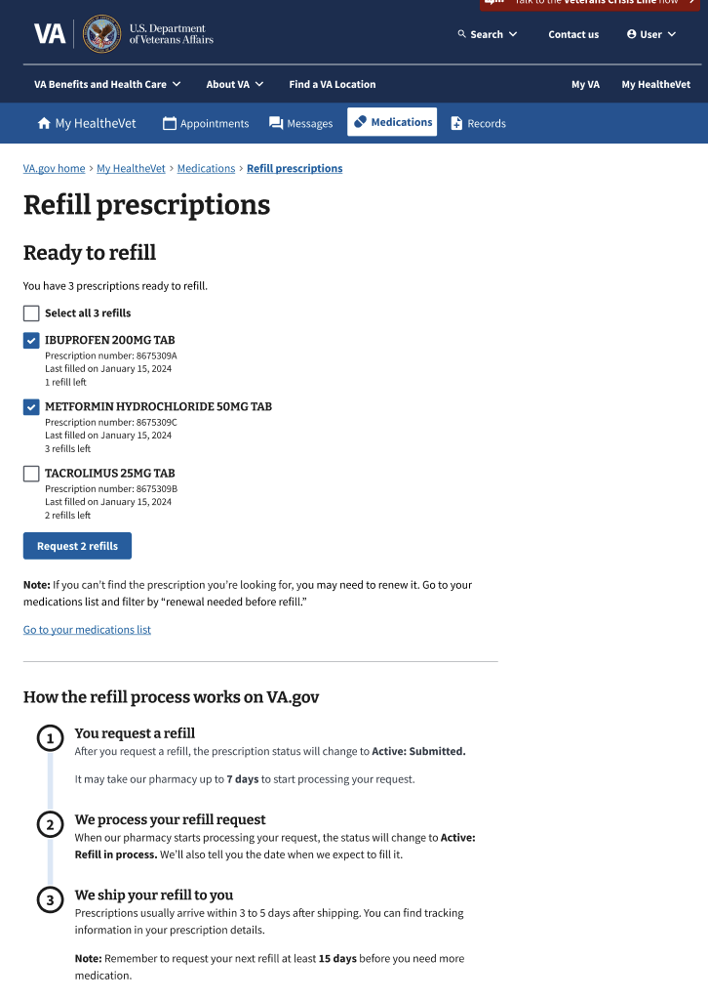 Talk to the Veterans Crisis Line now
VA
U.S. Department
of Veterans Affairs
Search
Contact us
User
VA Benefits and Health Care
About VA
Find a VA Location
My VA
My HealtheVet
My HealtheVet
Appointments
Messages
Medications
Records
VA.gov home > My HealtheVet > Medications > Refill prescriptions
Refill prescriptions
Ready to refill
You have 3 prescriptions ready to refill.
Select all 3 refills
IBUPROFEN 200MG TAB
Prescription number: 8675309A
Last filled on January 15, 2024
1 refill left
METFORMIN HYDROCHLORIDE 50MG TAB
Prescription number: 8675309C
Last filled on January 15, 2024
3 refills left
TACROLIMUS 25MG TAB
Prescription number: 8675309B
Last filled on January 15, 2024
2 refills left
Request 2 refills
Note: If you can’t find the prescription you’re looking for, you may need to renew it. Go to your
medications list and filter by “renewal needed before refill.”
Go to your medications list
How the refill process works on VA.gov
1
You request a refill
After you request a refill, the prescription status will change to Active: Submitted.
It may take our pharmacy up to 7 days to start processing your request.
2
We process your refill request
When our pharmacy starts processing your request, the status will change to Active:
Refill in process. We’ll also tell you the date when we expect to fill it.
3
We ship your refill to you
Prescriptions usually arrive within 3 to 5 days after shipping. You can find tracking
information in your prescription details.
Note: Remember to request your next refill at least 15 days before you need more
medication.